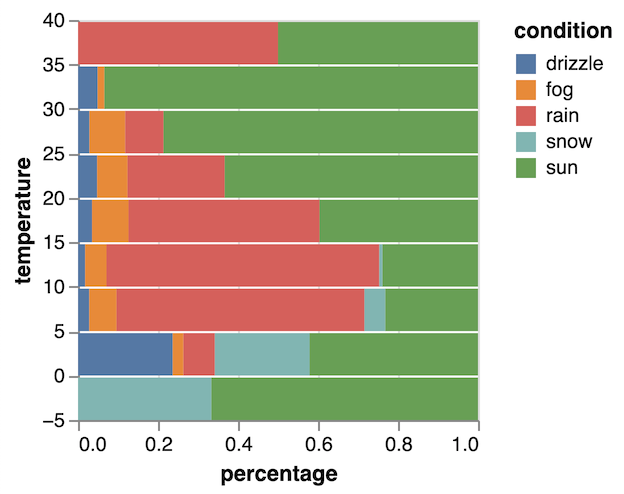 condition
drizzle
fog
rain
snow
sun
temperature
40
35
30
25
20
15
10
5
0
−5
0.0 0.2 0.4 0.6 0.8 1.0
percentage